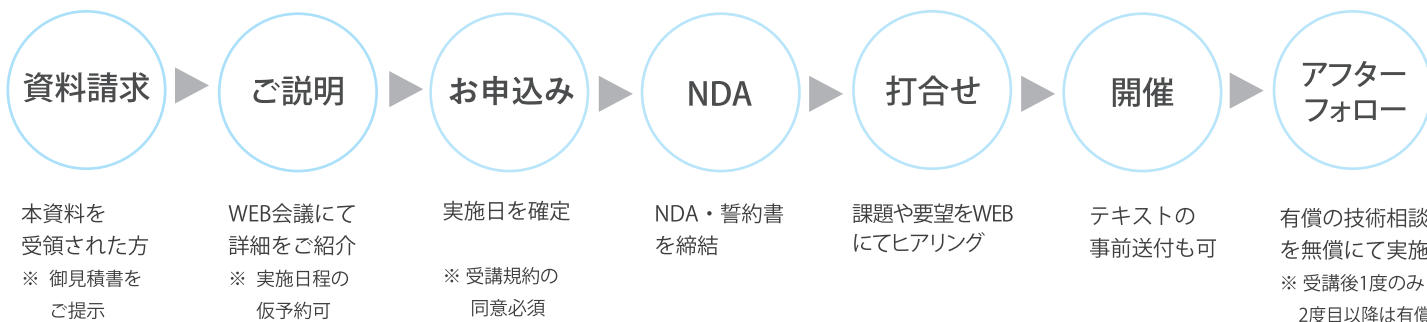 資料請求
ご説明
お申込み
NDA
打合せ
開催
アフター
フォロー
本資料を
受領された方
※ 御見積書を
ご提示
WEB会議にて
詳細をご紹介
※ 実施日程の
仮予約可
実施日を確定
※ 受講規約の
同意必須
NDA・誓約書
を締結
課題や要望をWEB
にてヒアリング
テキストの
事前送付も可
有償の技術相談
を無償にて実施
※ 受講後1度のみ
2度目以降は有償